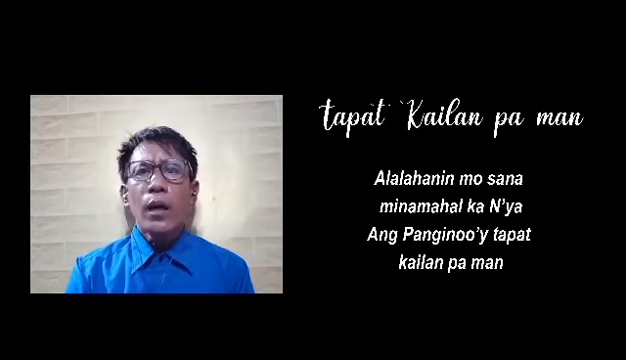 Tapat Kailan pa man
Alalahanin mo sana
minamahal ka N'ya
Ang Panginoo'y tapat
kailan pa man